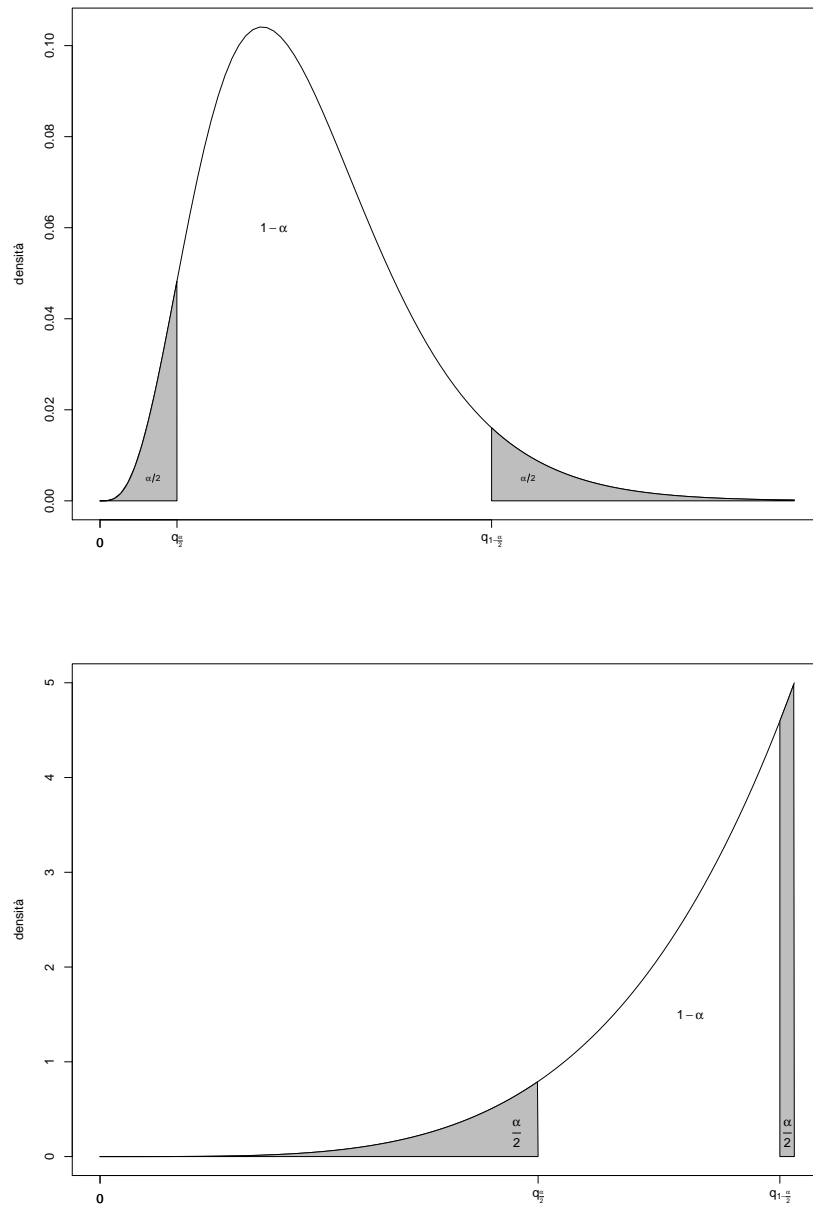 0.10
0.08
0.06
0.04
0.02
0.00
densità
1 − α
α/2
α/2
0
q_{α/2}
q_{1−α/2}
5
4
3
2
1
0
densità
1 − α
α/2
α/2
0
q_{α/2}
q_{1−α/2}